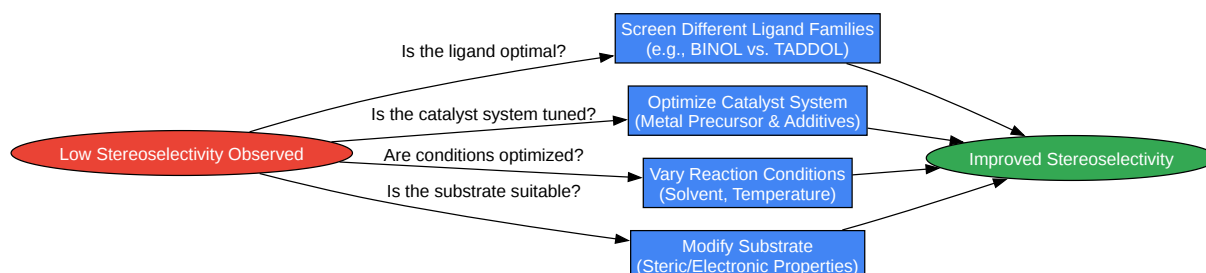 Screen Different Ligand Families
(e.g., BINOL vs. TADDOL)
Is the ligand optimal?
Optimize Catalyst System
(Metal Precursor & Additives)
Is the catalyst system tuned?
Low Stereoselectivity Observed
Are conditions optimized?
Improved Stereoselectivity
Vary Reaction Conditions
(Solvent, Temperature)
Is the substrate suitable?
Modify Substrate
(Steric/Electronic Properties)